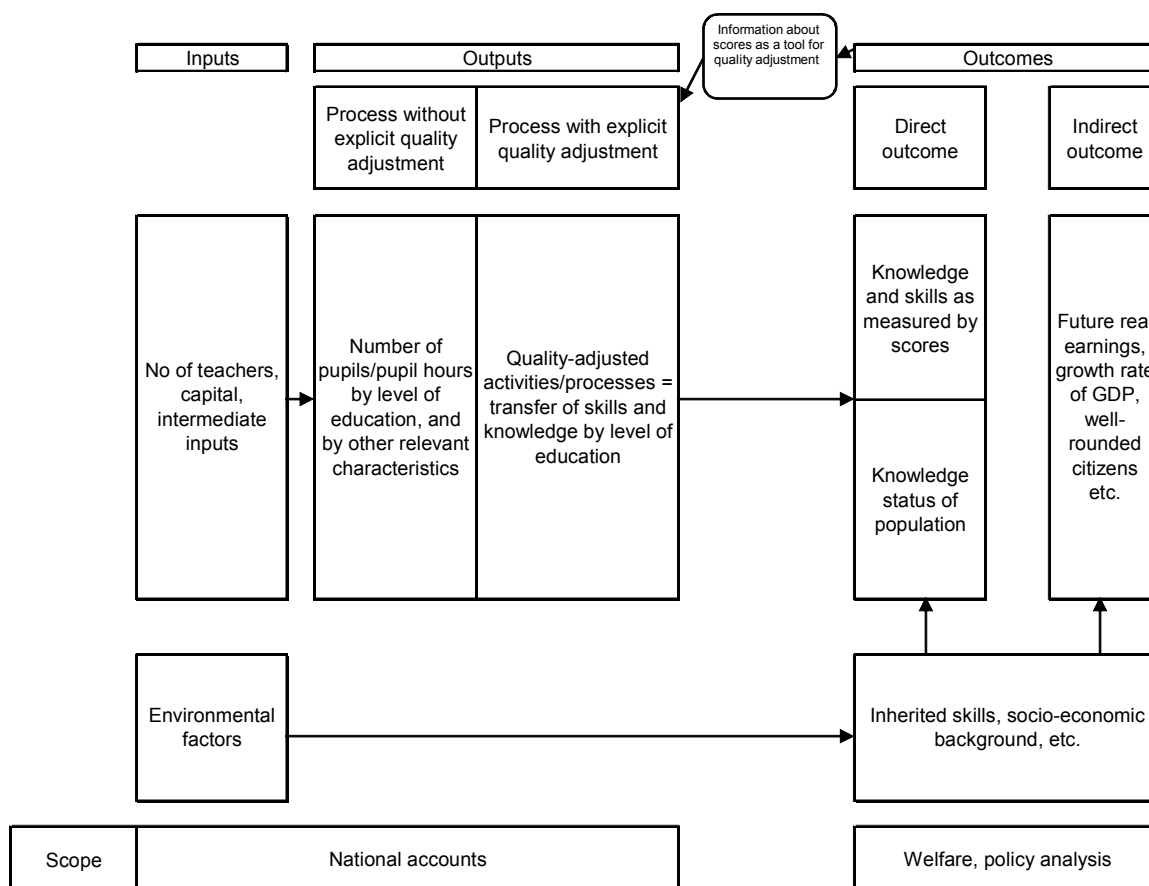 Information about
scores as a tool for
quality adjustment
Inputs
Outputs
Outcomes
Process without
explicit quality
adjustment
Process with explicit
quality adjustment
Direct
outcome
Indirect
outcome
No of teachers,
capital,
intermediate
inputs
Number of
pupils/pupil hours
by level of
education, and
by other relevant
characteristics
Quality-adjusted
activities/processes =
transfer of skills and
knowledge by level of
education
Knowledge
and skills as
measured by
scores
Knowledge
status of
population
Future rea
earnings,
growth rate
of GDP,
well-
rounded
citizens
etc.
Environmental
factors
Inherited skills, socio-economic
background, etc.
Scope
National accounts
Welfare, policy analysis